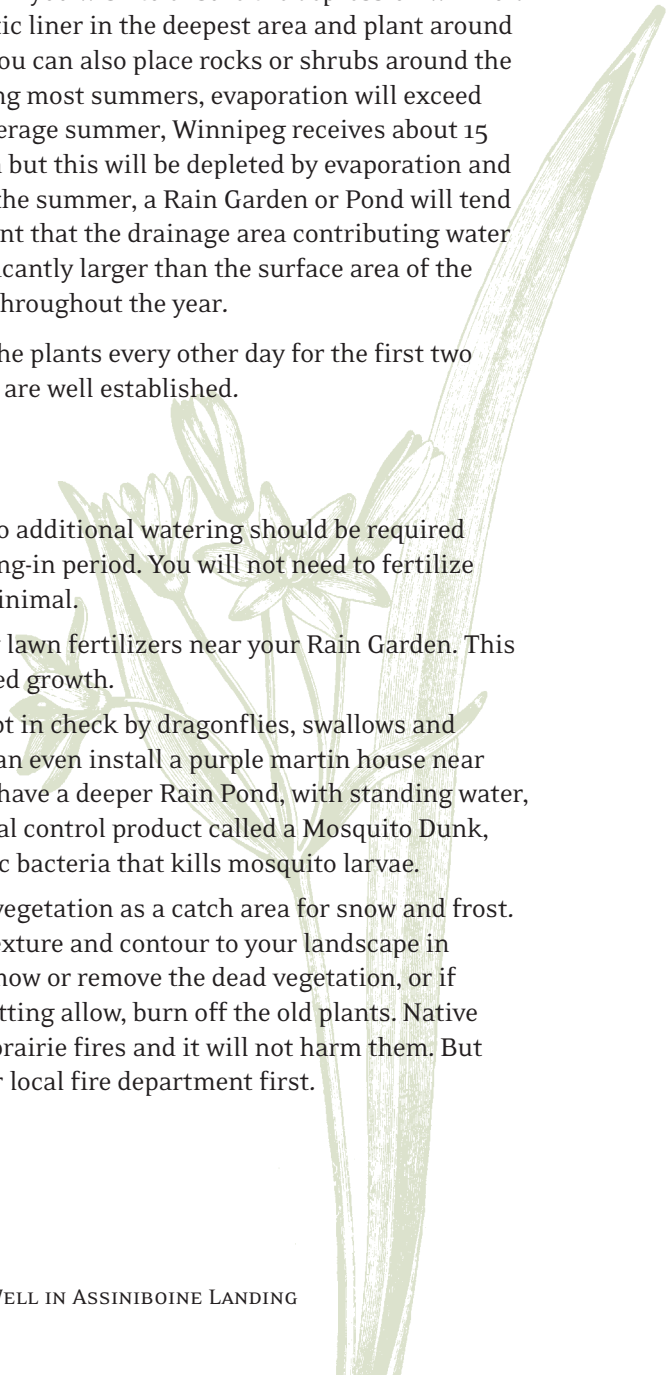 tic liner in the deepest area and plant around
ou can also place rocks or shrubs around the
ng most summers, evaporation will exceed
erage summer, Winnipeg receives about 15
but this will be depleted by evaporation and
the summer, a Rain Garden or Pond will tend
nt that the drainage area contributing water
icantly larger than the surface area of the
throughout the year.
he plants every other day for the first two
are well established.
o additional watering should be required
ng-in period. You will not need to fertilize
inimal.
lawn fertilizers near your Rain Garden. This
ed growth.
pt in check by dragonflies, swallows and
an even install a purple martin house near
have a deeper Rain Pond, with standing water,
al control product called a Mosquito Dunk,
c bacteria that kills mosquito larvae.
vegetation as a catch area for snow and frost.
exture and contour to your landscape in
mow or remove the dead vegetation, or if
tting allow, burn off the old plants. Native
prairie fires and it will not harm them. But
r local fire department first.
Well in Assiniboine Landing